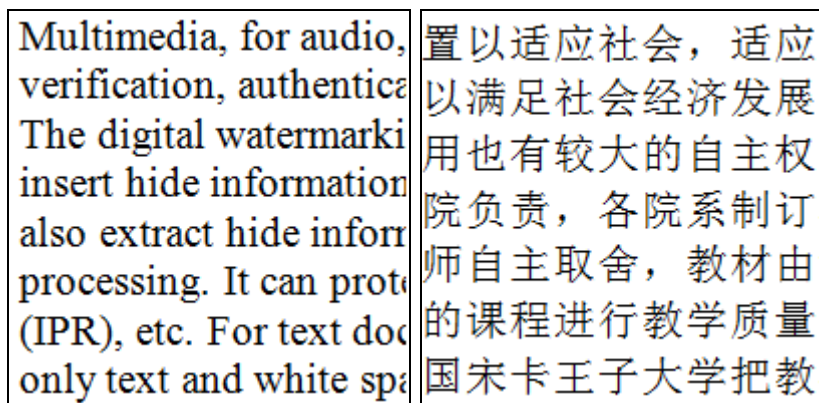 Multimedia, for audio,
verification, authentica
The digital watermarki
insert hide information
also extract hide inform
processing. It can prote
(IPR), etc. For text doc
only text and white spa
置以适应社会，适应
以满足社会经济发展
用也有较大的自主权
院负责，各院系制订
师自主取舍，教材由
的课程进行教学质量
国宋卡王子大学把教